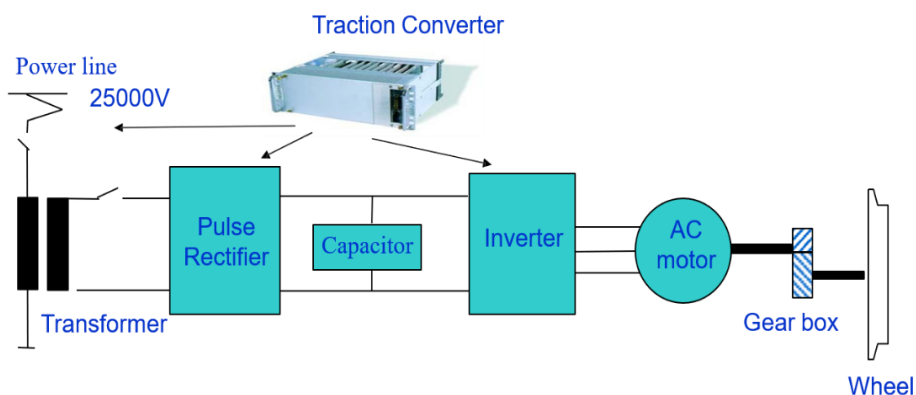 Traction Converter
Power line
25000V
Pulse
Rectifier
Capacitor
Inverter
AC
motor
Transformer
Gear box
Wheel